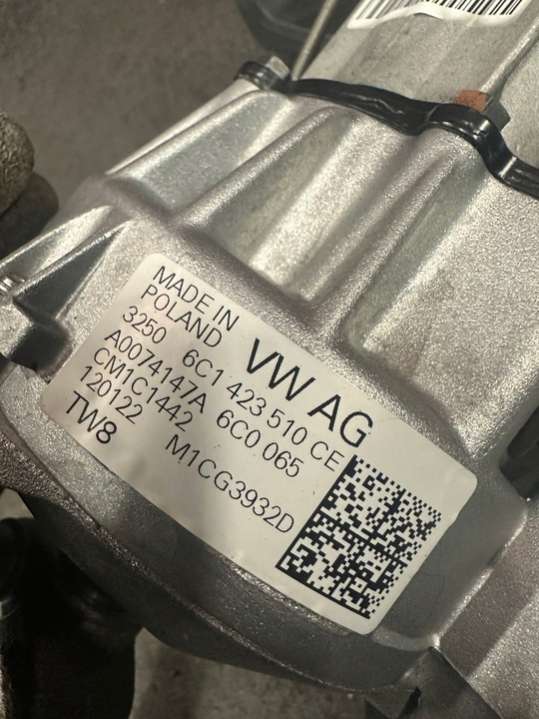 MADE IN
POLAND
VW AG
3250 6C1 423 510 CE
A0074147A 6C0 065
CM1C1442
120122 M1CG3932D
TW8